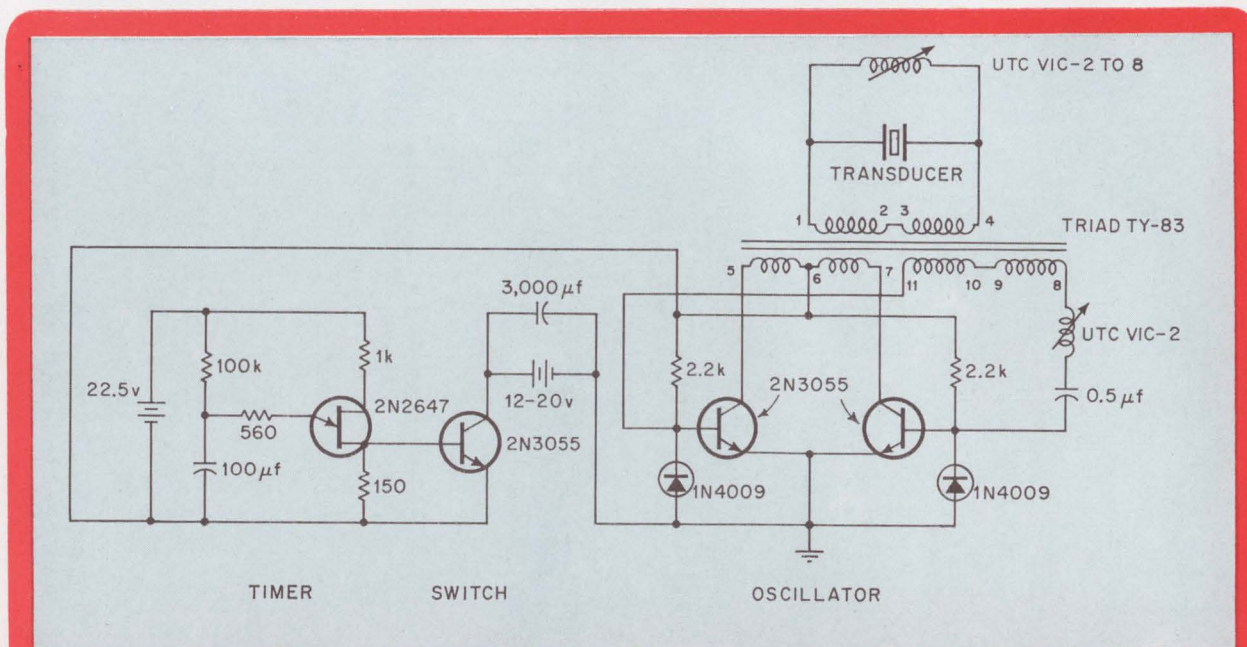 UTC VIC-2 TO 8
TRANSDUCER
1 2 3 4
TRIAD TY-83
5 6 7 11 10 9 8
3,000 μf
UTC VIC-2
100k
1k
2.2k
2.2k
22.5v
2N2647
12-20v
2N3055
0.5 μf
560
2N3055
100 μf
150
1N4009
1N4009
TIMER
SWITCH
OSCILLATOR